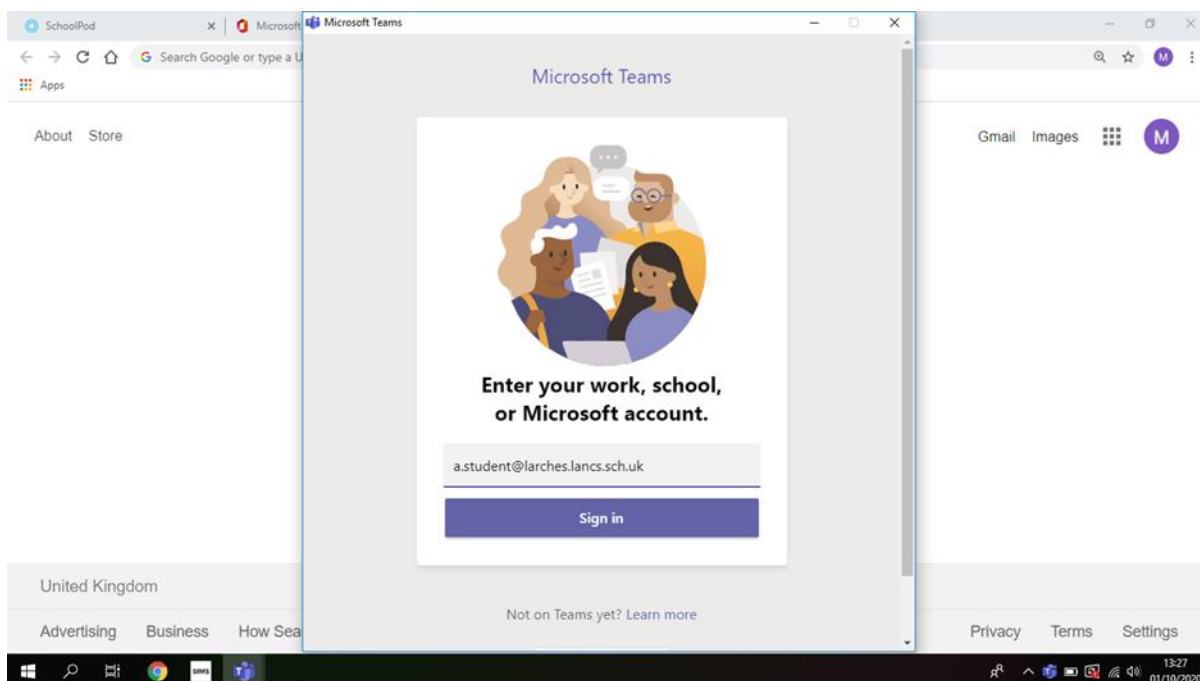 SchoolPod
Microsoft
Microsoft Teams
Search Google or type a U
Apps
Microsoft Teams
About Store
Gmail Images
M
M
Enter your work, school,
or Microsoft account.
a.student@larches.lancs.sch.uk
Sign in
United Kingdom
Not on Teams yet? Learn more
Advertising Business How Sea
Privacy Terms Settings
SIMS
13:27
01/10/2020